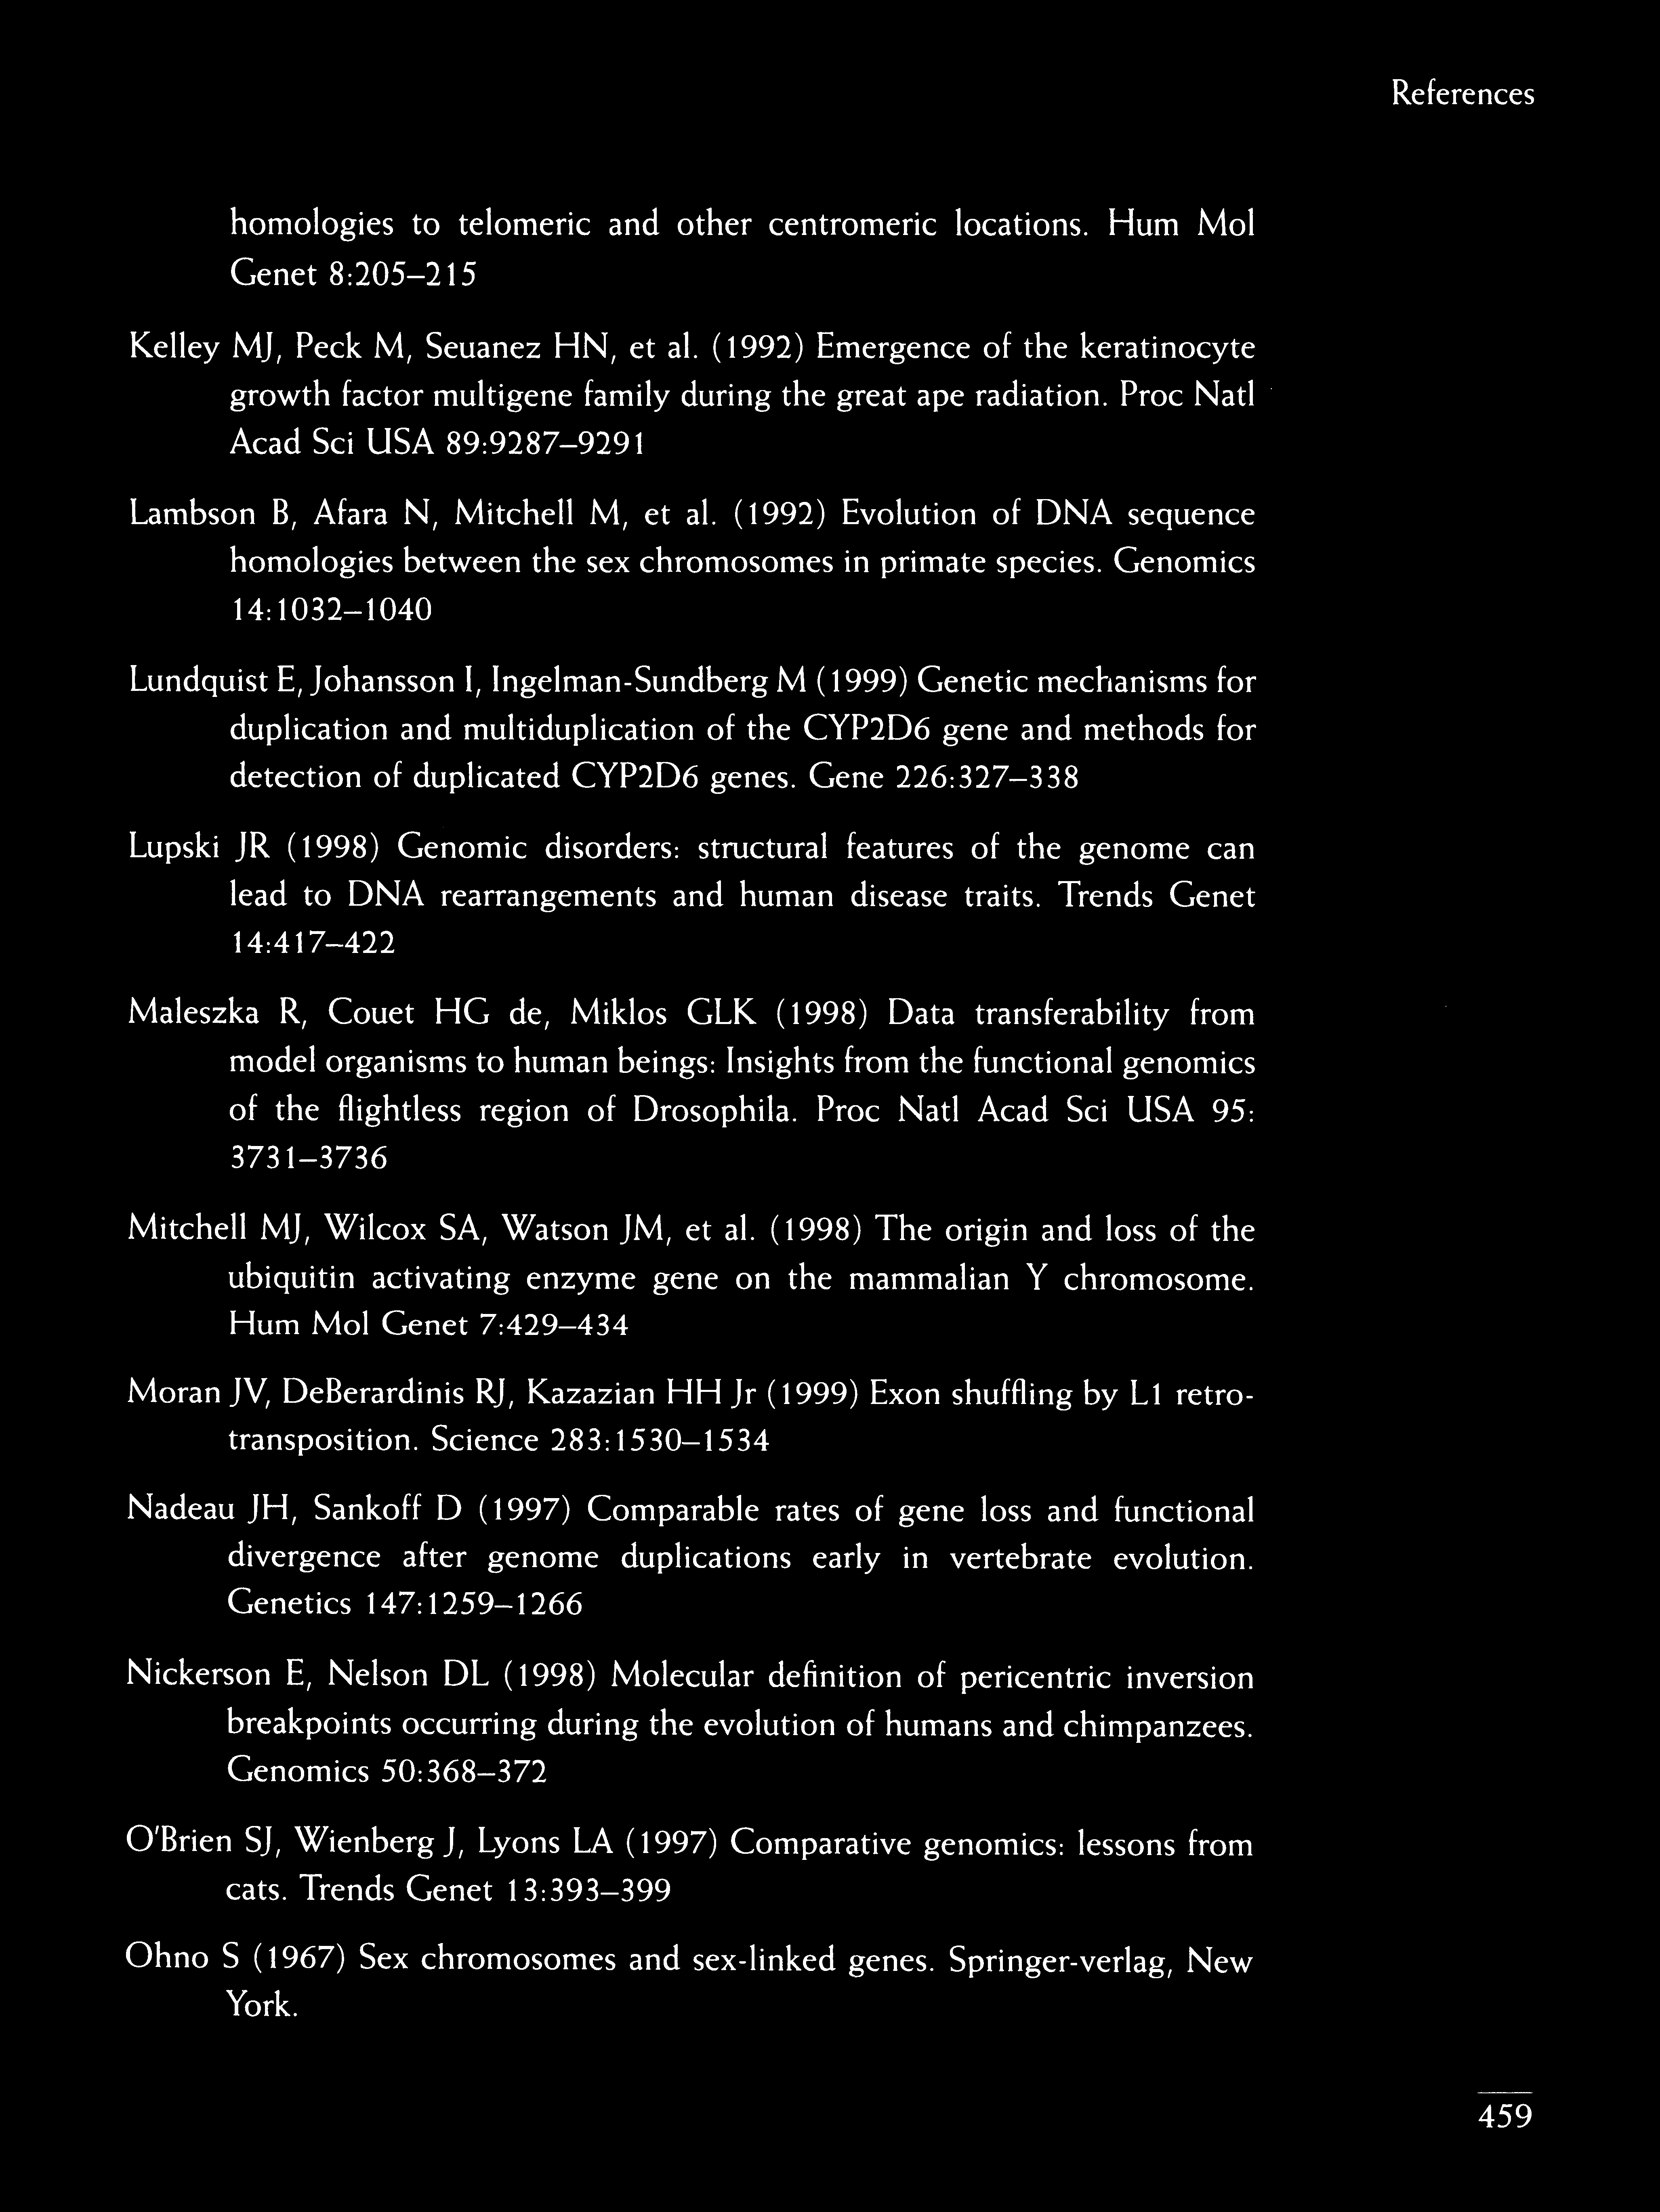 References
homologies to telomeric and other centromeric locations. Hum Mol
Genet 8:205–215
Kelley MJ, Peck M, Seuanez HN, et al. (1992) Emergence of the keratinocyte
growth factor multigene family during the great ape radiation. Proc Natl
Acad Sci USA 89:9287–9291
Lambson B, Afara N, Mitchell M, et al. (1992) Evolution of DNA sequence
homologies between the sex chromosomes in primate species. Genomics
14:1032–1040
Lundquist E, Johansson I, Ingelman-Sundberg M (1999) Genetic mechanisms for
duplication and multiduplication of the CYP2D6 gene and methods for
detection of duplicated CYP2D6 genes. Gene 226:327–338
Lupski JR (1998) Genomic disorders: structural features of the genome can
lead to DNA rearrangements and human disease traits. Trends Genet
14:417–422
Maleszka R, Couet HG de, Miklos GLK (1998) Data transferability from
model organisms to human beings: Insights from the functional genomics
of the flightless region of Drosophila. Proc Natl Acad Sci USA 95:
3731–3736
Mitchell MJ, Wilcox SA, Watson JM, et al. (1998) The origin and loss of the
ubiquitin activating enzyme gene on the mammalian Y chromosome.
Hum Mol Genet 7:429–434
Moran JV, DeBerardinis RJ, Kazazian HH Jr (1999) Exon shuffling by L1 retro-
transposition. Science 283:1530–1534
Nadeau JH, Sankoff D (1997) Comparable rates of gene loss and functional
divergence after genome duplications early in vertebrate evolution.
Genetics 147:1259–1266
Nickerson E, Nelson DL (1998) Molecular definition of pericentric inversion
breakpoints occurring during the evolution of humans and chimpanzees.
Genomics 50:368–372
O'Brien SJ, Wienberg J, Lyons LA (1997) Comparative genomics: lessons from
cats. Trends Genet 13:393–399
Ohno S (1967) Sex chromosomes and sex-linked genes. Springer-verlag, New
York.
459